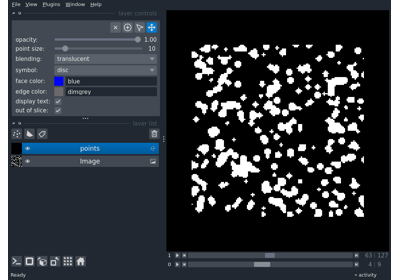 File View Plugins Window Help
layer controls
opacity: 1.00
point size: 10
blending: translucent
symbol: disc
face color: blue
edge color: dimgrey
display text:
out of slice:
layer list
points
Image
1 63 127
0 4 9
Ready activity